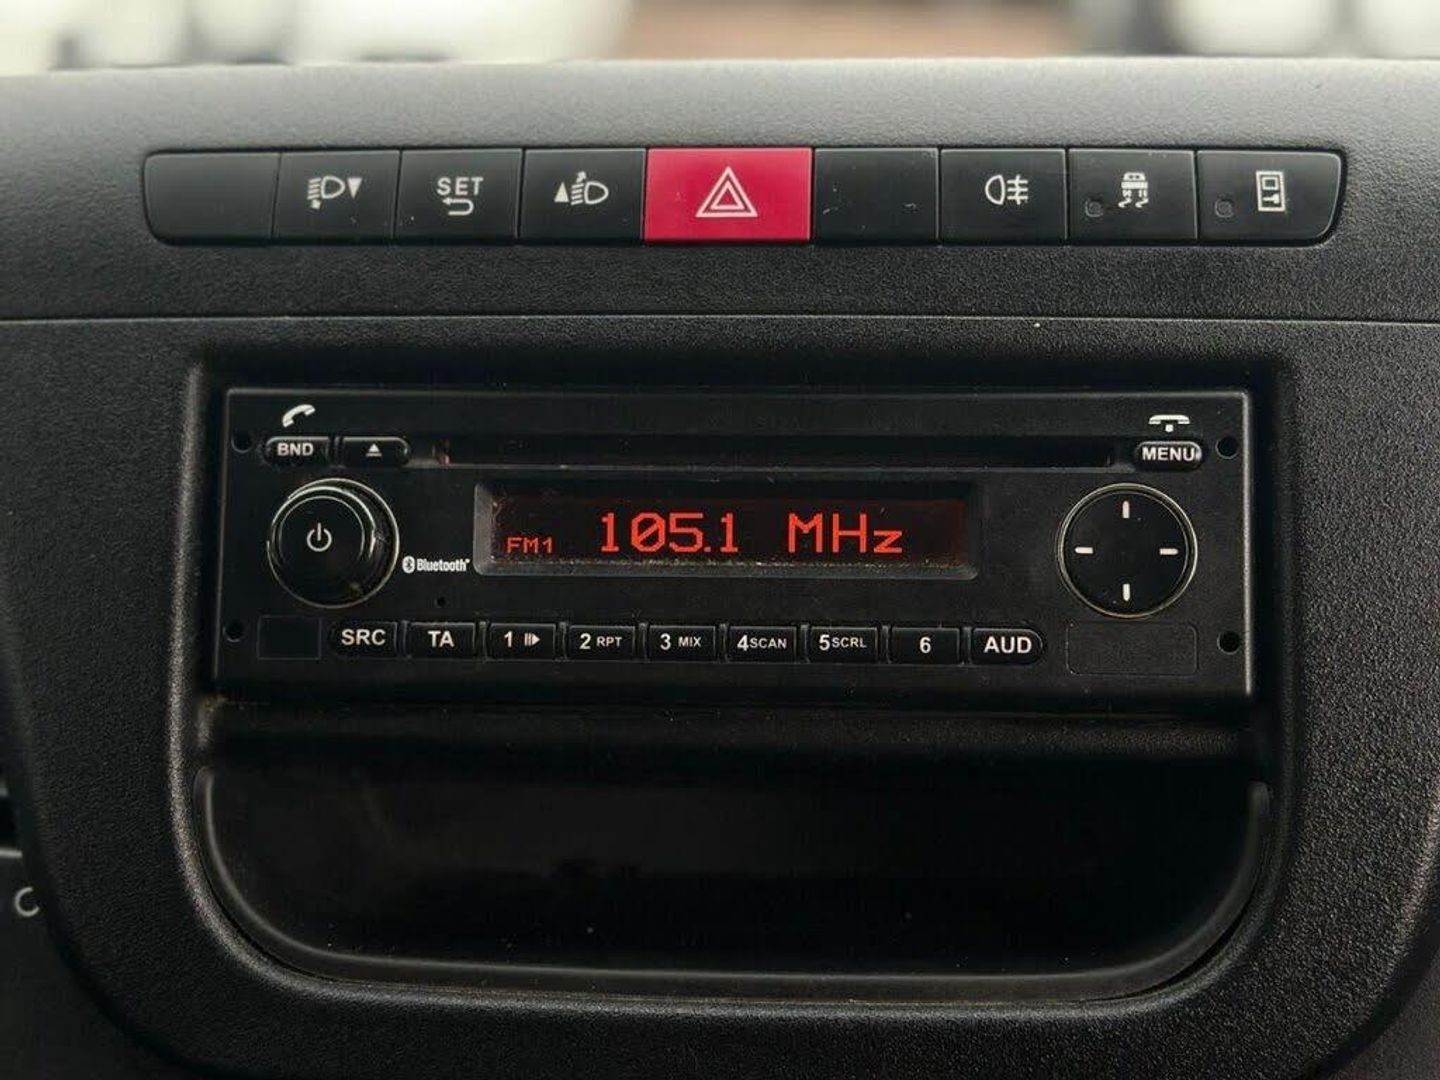 SET
BND
MENU
FM1 105.1 MHz
Bluetooth®
SRC TA 1 2 RPT 3 MIX 4SCAN 5SCRL 6 AUD